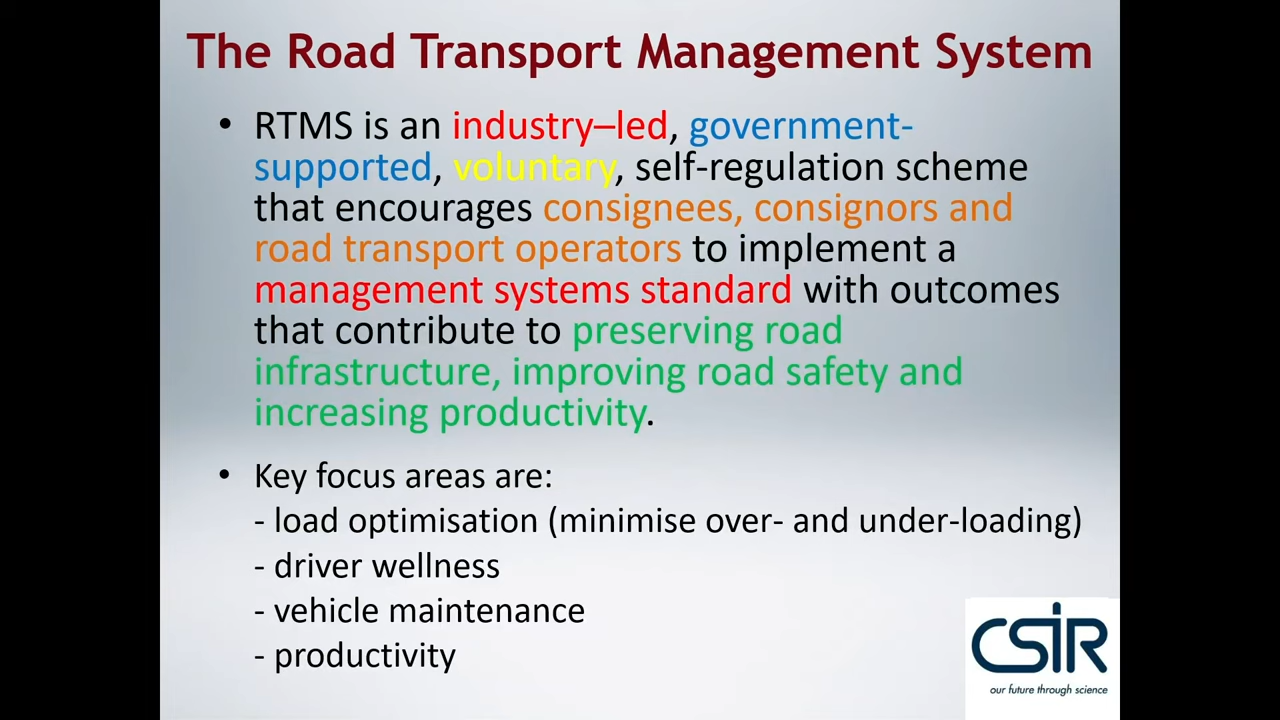 The Road Transport Management System
• RTMS is an industry–led, government-
supported, voluntary, self-regulation scheme
that encourages consignees, consignors and
road transport operators to implement a
management systems standard with outcomes
that contribute to preserving road
infrastructure, improving road safety and
increasing productivity.
• Key focus areas are:
- load optimisation (minimise over- and under-loading)
- driver wellness
- vehicle maintenance
- productivity
CSIR
our future through science